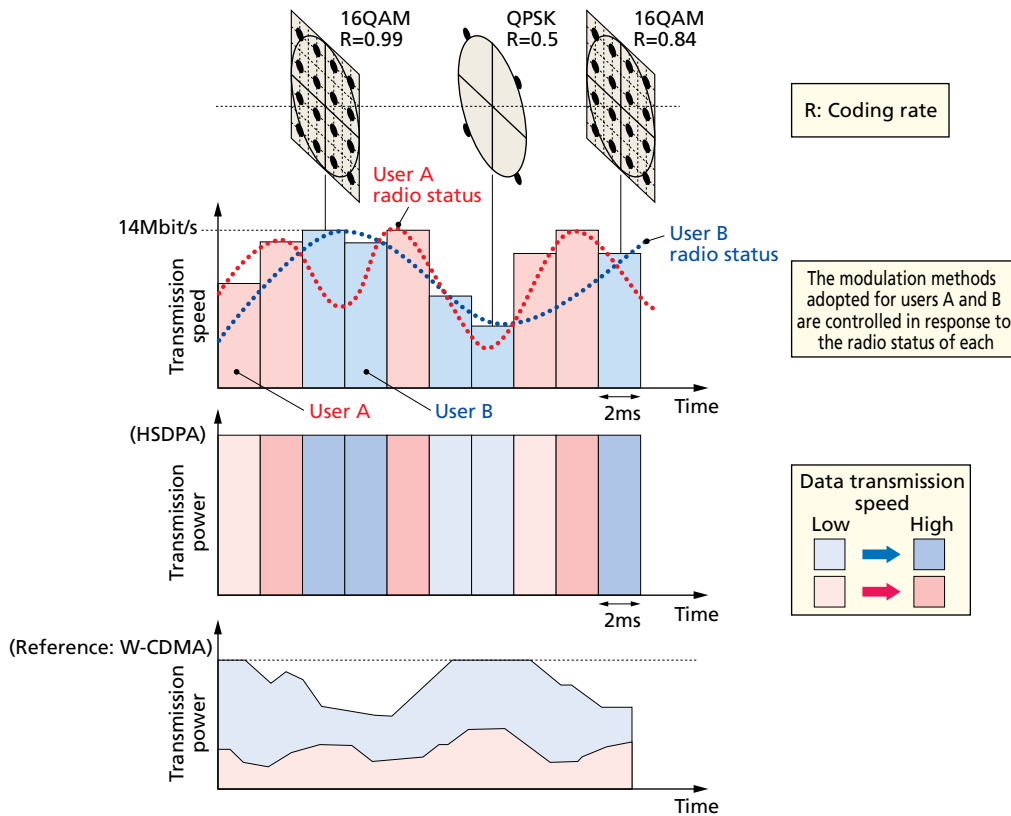 16QAM
R=0.99
QPSK
R=0.5
16QAM
R=0.84
R: Coding rate
User A
radio status
14Mbit/s
User B
radio status
Transmission
speed
The modulation methods
adopted for users A and B
are controlled in response to
the radio status of each
User A
User B
2ms
Time
(HSDPA)
Transmission
power
Data transmission
speed
Low
High
2ms
Time
(Reference: W-CDMA)
Transmission
power
Time